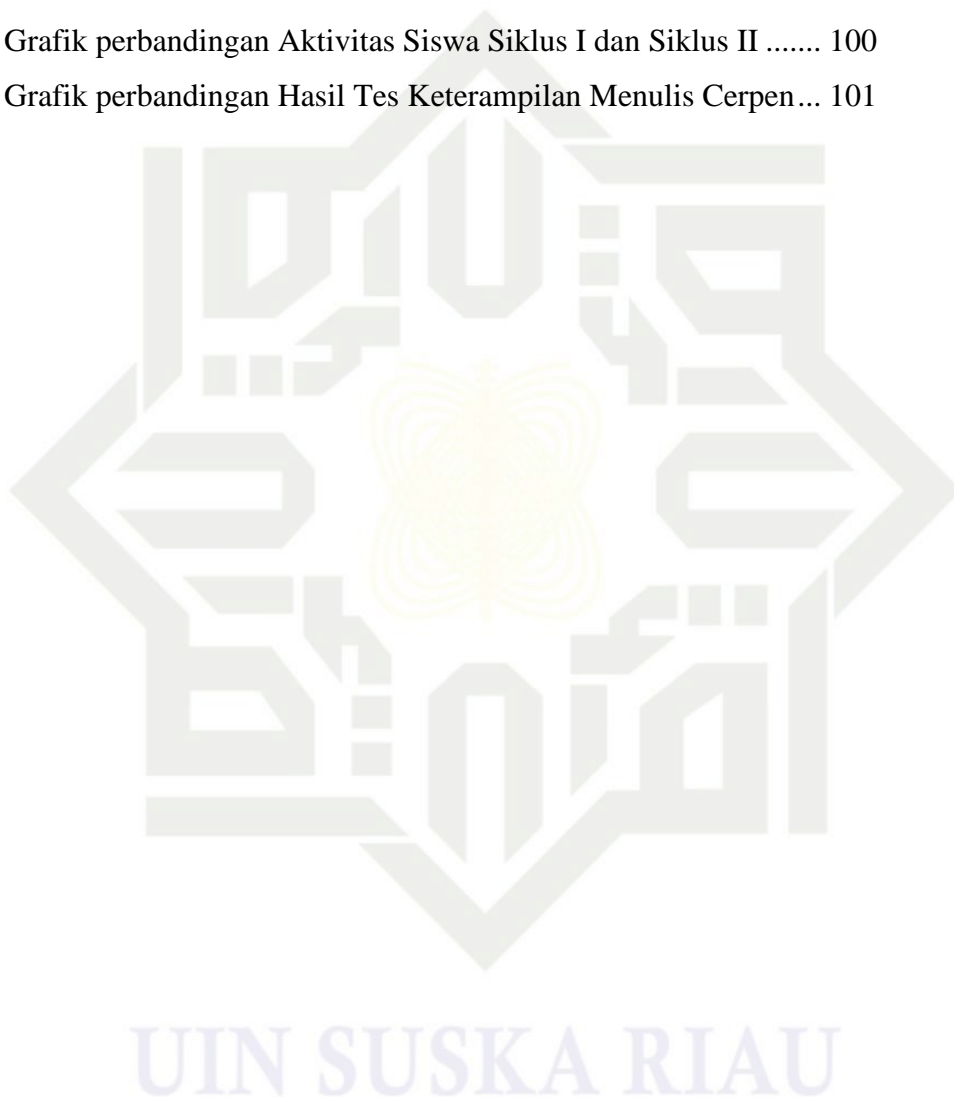 Grafik perbandingan Aktivitas Siswa Siklus I dan Siklus II ....... 100
Grafik perbandingan Hasil Tes Keterampilan Menulis Cerpen... 101
UIN SUSKA RIAU